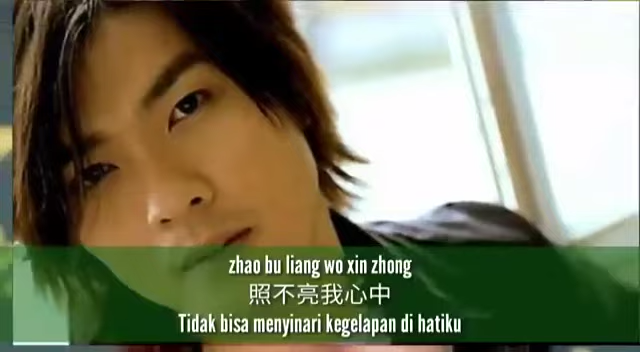 zhao bu liang wo xin zhong
照不亮我心中
Tidak bisa menyinari kegelapan di hatiku